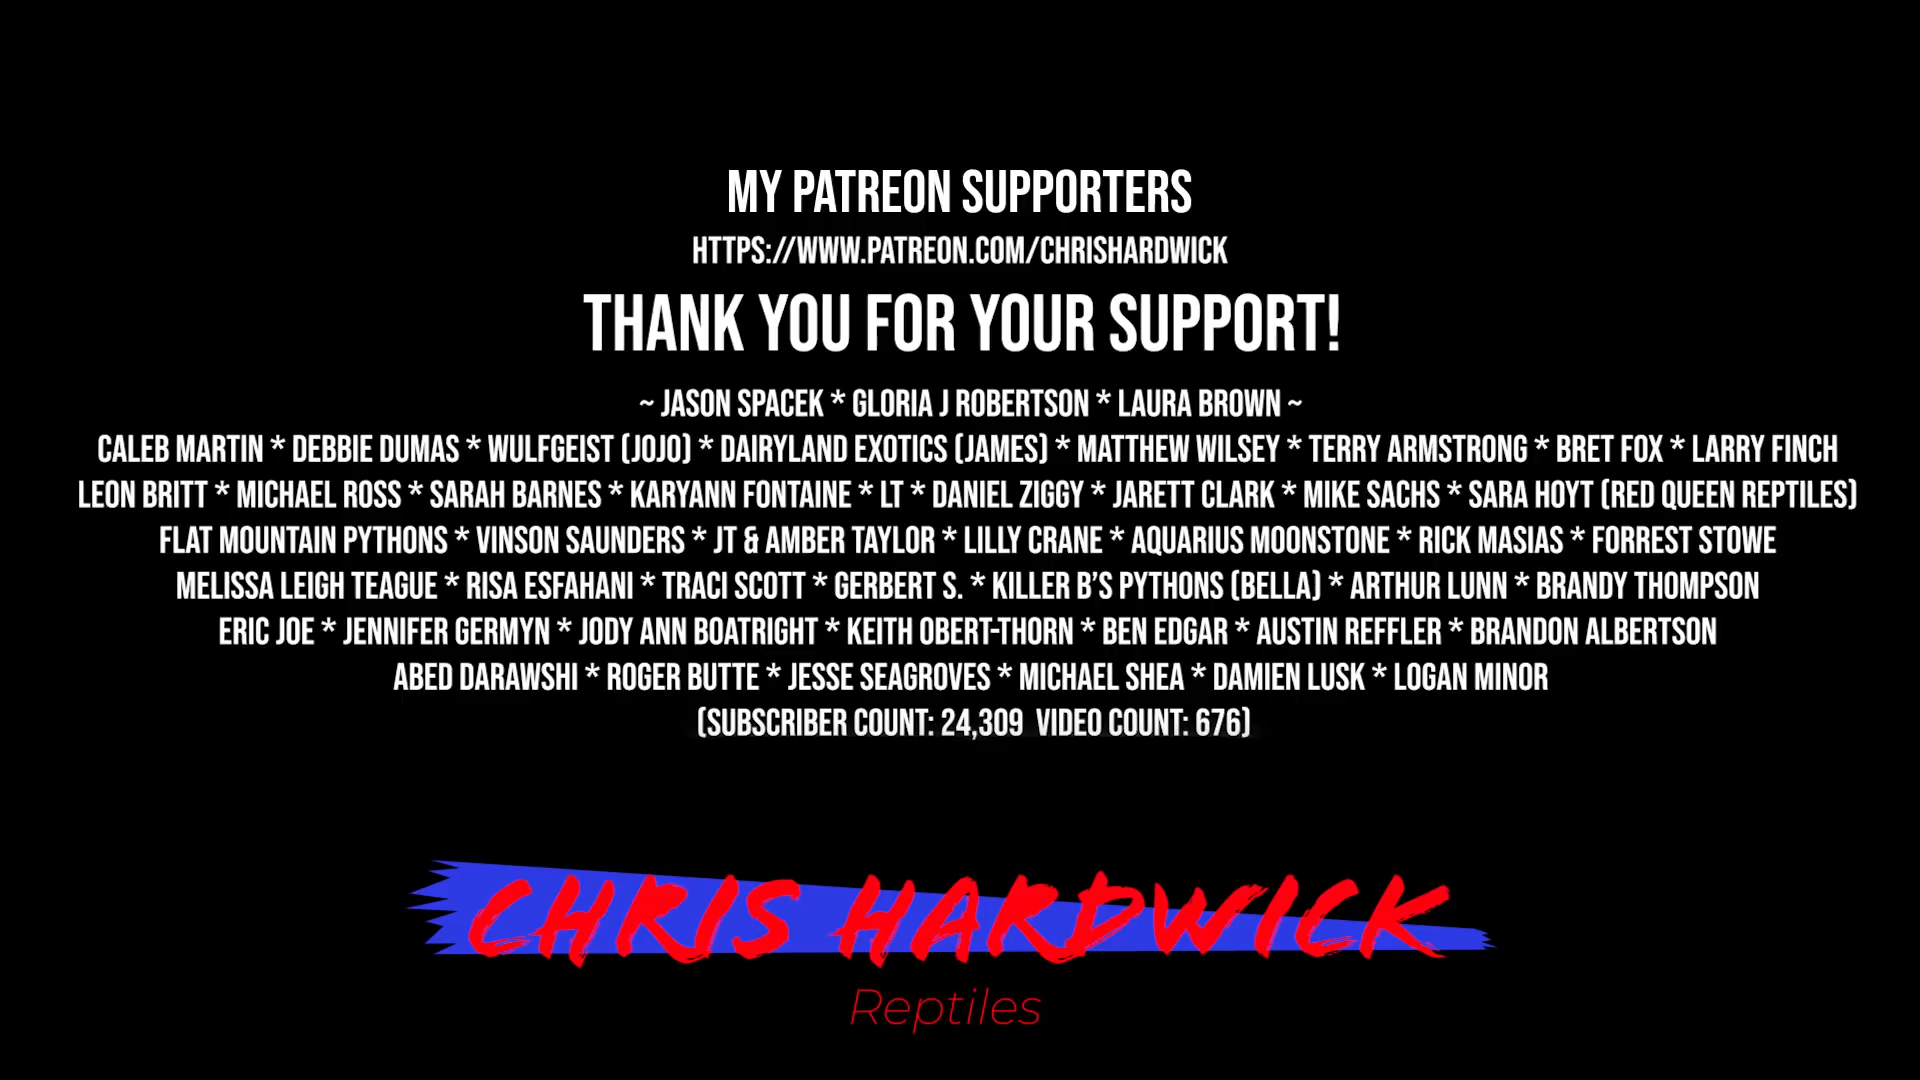 MY PATREON SUPPORTERS
HTTPS://WWW.PATREON.COM/CHRISHARDWICK
THANK YOU FOR YOUR SUPPORT!
~ JASON SPACEK * GLORIA J ROBERTSON * LAURA BROWN ~
CALEB MARTIN * DEBBIE DUMAS * WULFGEIST (JOJO) * DAIRYLAND EXOTICS (JAMES) * MATTHEW WILSEY * TERRY ARMSTRONG * BRET FOX * LARRY FINCH
LEON BRITT * MICHAEL ROSS * SARAH BARNES * KARYANN FONTAINE * LT * DANIEL ZIGGY * JARETT CLARK * MIKE SACHS * SARA HOYT (RED QUEEN REPTILES)
FLAT MOUNTAIN PYTHONS * VINSON SAUNDERS * JT & AMBER TAYLOR * LILLY CRANE * AQUARIUS MOONSTONE * RICK MASIAS * FORREST STOWE
MELISSA LEIGH TEAGUE * RISA ESFAHANI * TRACI SCOTT * GERBERT S. * KILLER B'S PYTHONS (BELLA) * ARTHUR LUNN * BRANDY THOMPSON
ERIC JOE * JENNIFER GERMYN * JODY ANN BOATRIGHT * KEITH OBERT-THORN * BEN EDGAR * AUSTIN REFFLER * BRANDON ALBERTSON
ABED DARAWSHI * ROGER BUTTE * JESSE SEAGROVES * MICHAEL SHEA * DAMIEN LUSK * LOGAN MINOR
(SUBSCRIBER COUNT: 24,309 VIDEO COUNT: 676)
CHRIS HARDWICK
Reptiles